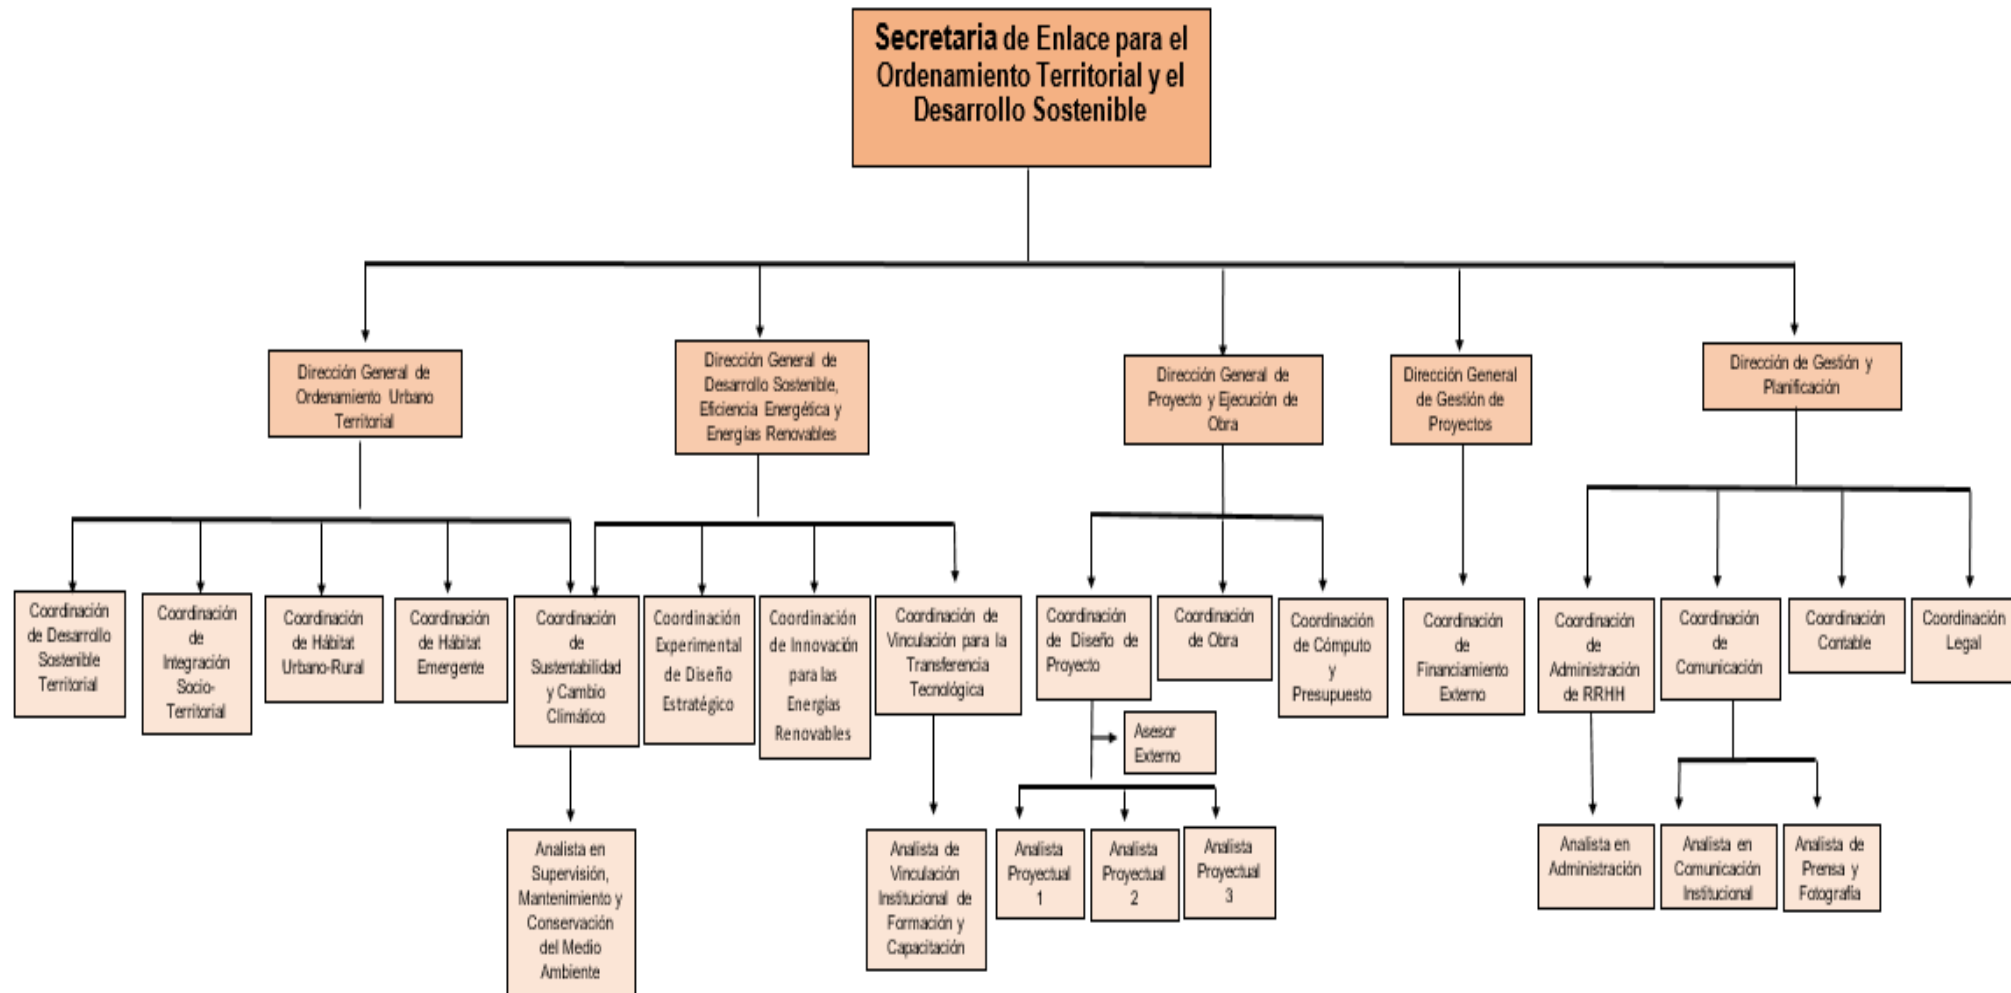 Secretaria de Enlace para el
Ordenamiento Territorial y el
Desarrollo Sostenible
Dirección General de
Ordenamiento Urbano
Territorial
Dirección General de
Desarrollo Sostenible,
Eficiencia Energética y
Energías Renovables
Dirección General de
Proyecto y Ejecución de
Obra
Dirección General
de Gestión de
Proyectos
Dirección de Gestión y
Planificación
Coordinación
de Desarrollo
Sostenible
Territorial
Coordinación
de
Integración
Socio-
Territorial
Coordinación
de Hábitat
Urbano-Rural
Coordinación
de Hábitat
Emergente
Coordinación
de
Sustentabilidad
y Cambio
Climático
Coordinación
Experimental
de Diseño
Estratégico
Coordinación
de Innovación
para las
Energías
Renovables
Coordinación de
Vinculación para la
Transferencia
Tecnológica
Coordinación
de Diseño de
Proyecto
Coordinación
de Obra
Coordinación
de Cómputo
y
Presupuesto
Coordinación
de
Financiamiento
Externo
Coordinación
de
Administración
de RRHH
Coordinación
de
Comunicación
Coordinación
Contable
Coordinación
Legal
Asesor
Externo
Analista en
Supervisión,
Mantenimiento y
Conservación
del Medio
Ambiente
Analista de
Vinculación
Institucional de
Formación y
Capacitación
Analista
Proyectual
1
Analista
Proyectual
2
Analista
Proyectual
3
Analista en
Administración
Analista en
Comunicación
Institucional
Analista de
Prensa y
Fotografía